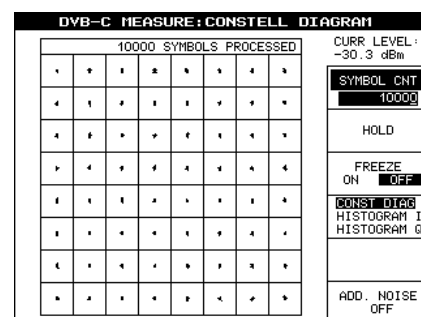 DVB-C MEASURE:CONSTELL DIAGRAM
10000 SYMBOLS PROCESSED
CURR LEVEL:
-30.3 dBm
SYMBOL CNT
10000
HOLD
FREEZE
ON OFF
CONST DIAG
HISTOGRAM I
HISTOGRAM Q
ADD. NOISE
OFF